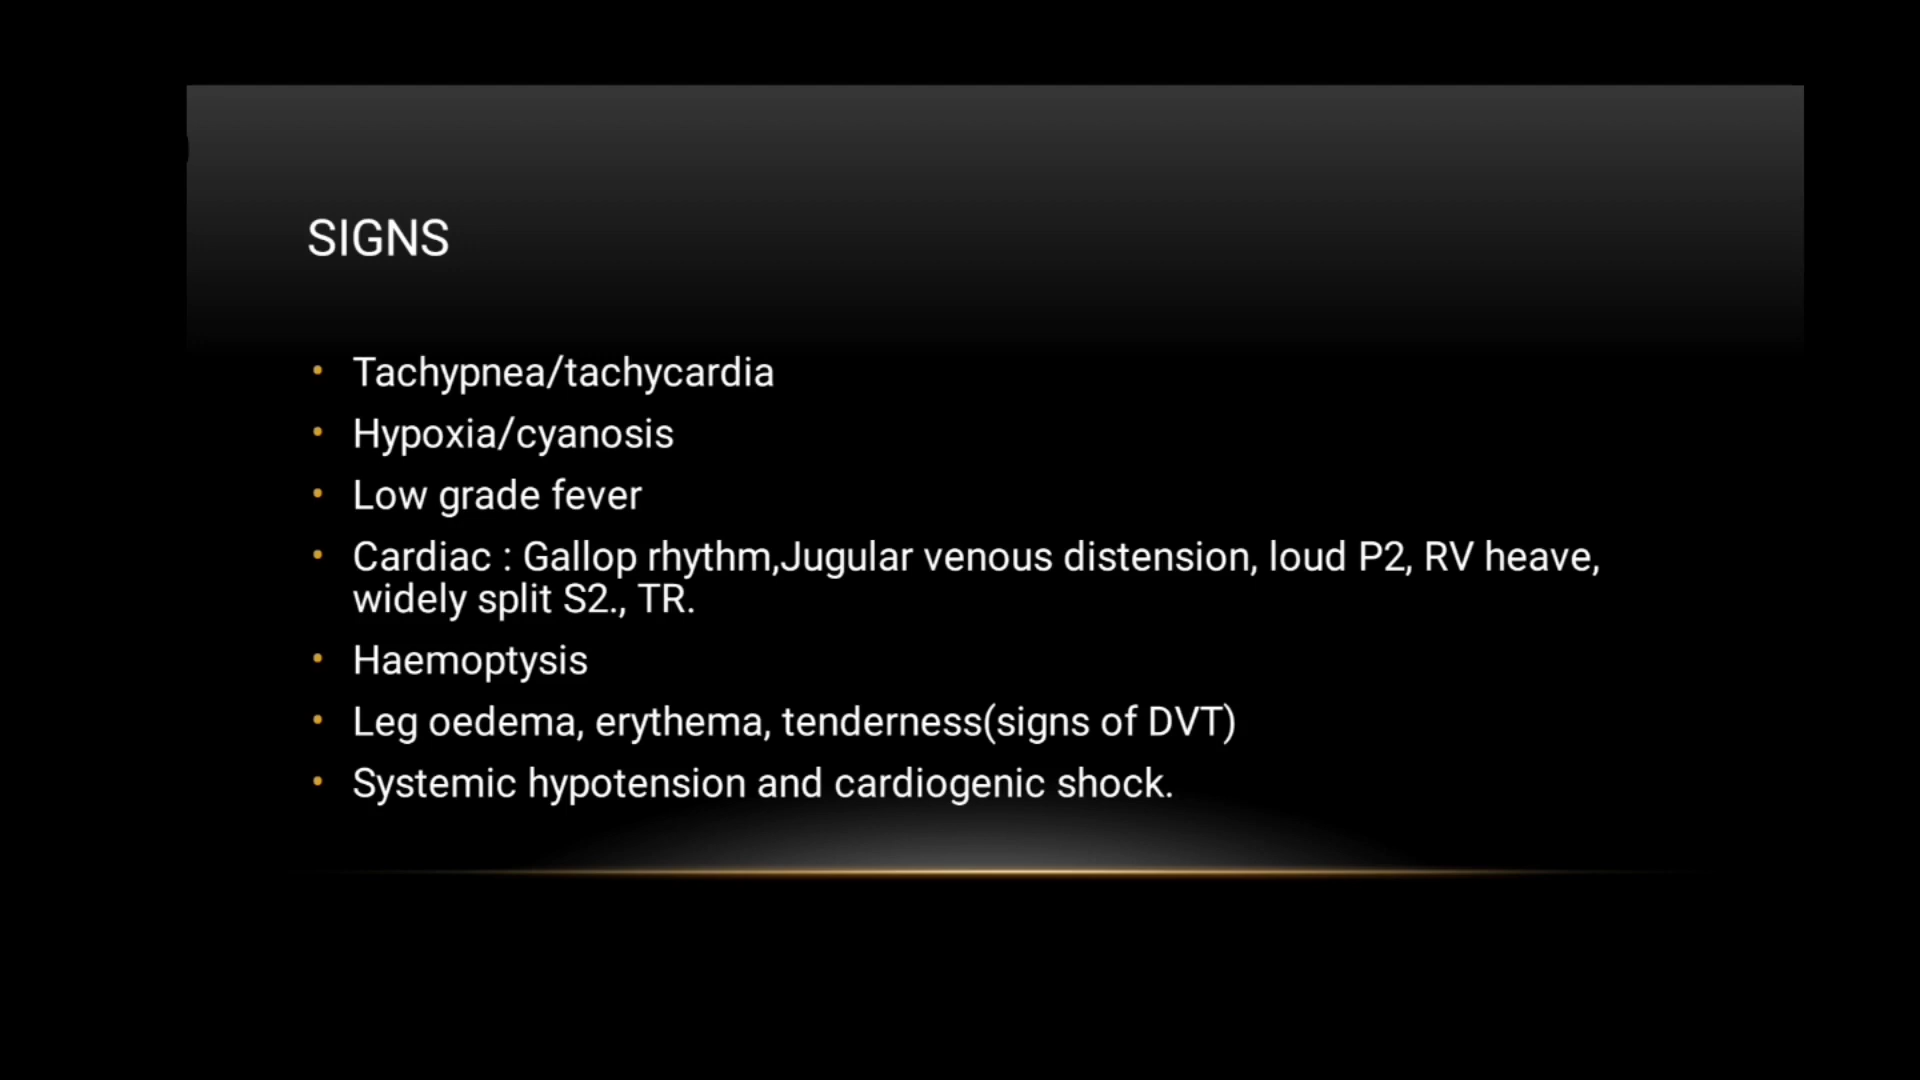 SIGNS
• Tachypnea/tachycardia
• Hypoxia/cyanosis
• Low grade fever
• Cardiac : Gallop rhythm,Jugular venous distension, loud P2, RV heave,
widely split S2., TR.
• Haemoptysis
• Leg oedema, erythema, tenderness(signs of DVT)
• Systemic hypotension and cardiogenic shock.